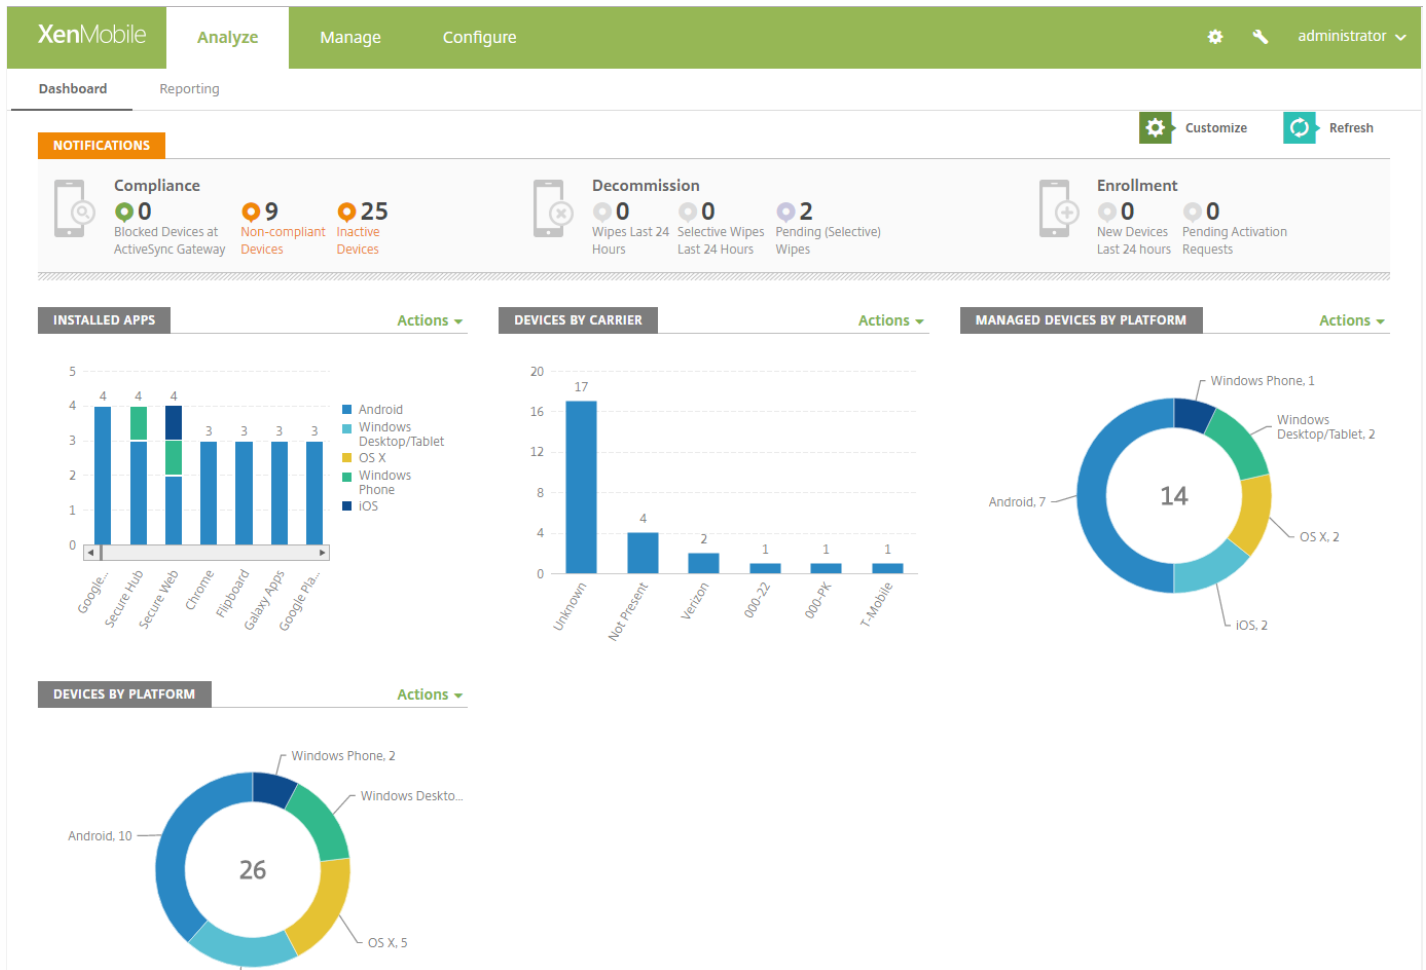 XenMobile
Analyze
Manage
Configure
administrator
Dashboard
Reporting
Customize
Refresh
NOTIFICATIONS
Compliance
0
Blocked Devices at
ActiveSync Gateway
9
Non-compliant
Devices
25
Inactive
Devices
Decommission
0
Wipes Last 24
Hours
0
Selective Wipes
Last 24 Hours
2
Pending (Selective)
Wipes
Enrollment
0
New Devices
Last 24 hours
0
Pending Activation
Requests
INSTALLED APPS
Actions
5
4
3
2
1
0
4
4
4
3
3
3
3
Google...
Secure Hub
Secure Web
Chrome
Flipboard
Galaxy Apps
Google Pla...
Android
Windows
Desktop/Tablet
OS X
Windows
Phone
iOS
DEVICES BY CARRIER
Actions
20
16
12
8
4
0
17
4
2
1
1
1
Unknown
Not Present
Verizon
000-22
000-PK
T-Mobile
MANAGED DEVICES BY PLATFORM
Actions
Windows Phone, 1
Windows
Desktop/Tablet, 2
Android, 7
14
OS X, 2
iOS, 2
DEVICES BY PLATFORM
Actions
Windows Phone, 2
Windows Deskto...
Android, 10
26
OS X, 5